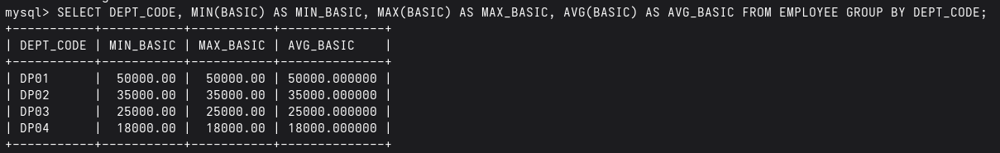 mysql> SELECT DEPT_CODE, MIN(BASIC) AS MIN_BASIC, MAX(BASIC) AS MAX_BASIC, AVG(BASIC) AS AVG_BASIC FROM EMPLOYEE GROUP BY DEPT_CODE;
+-----------+-----------+-----------+--------------+
| DEPT_CODE | MIN_BASIC | MAX_BASIC | AVG_BASIC    |
+-----------+-----------+-----------+--------------+
| DP01      |  50000.00 |  50000.00 | 50000.000000 |
| DP02      |  35000.00 |  35000.00 | 35000.000000 |
| DP03      |  25000.00 |  25000.00 | 25000.000000 |
| DP04      |  18000.00 |  18000.00 | 18000.000000 |
+-----------+-----------+-----------+--------------+